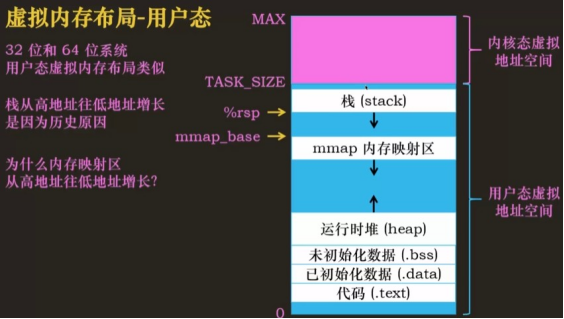 虚拟内存布局-用户态
32 位和 64 位系统
用户态虚拟内存布局类似
栈从高地址往低地址增长
是因为历史原因
为什么内存映射区
从高地址往低地址增长?
MAX
TASK_SIZE
%rsp
mmap_base
0
栈 (stack)
mmap 内存映射区
运行时堆 (heap)
未初始化数据 (.bss)
已初始化数据 (.data)
代码 (.text)
内核态虚拟
地址空间
用户态虚拟
地址空间